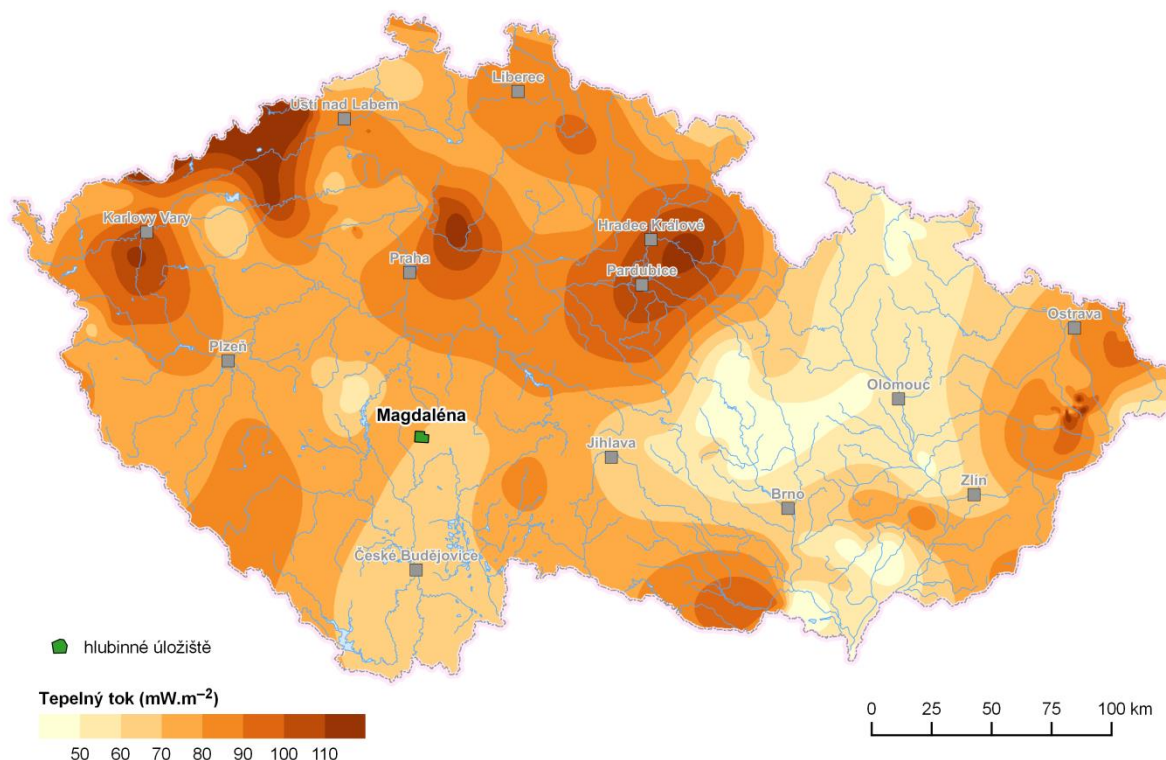 Liberec
Ústí nad Labem
Karlovy Vary
Hradec Králové
Praha
Pardubice
Ostrava
Plzeň
Olomouc
Magdaléna
Jihlava
Zlín
Brno
České Budějovice
hlubinné úložiště
Tepelný tok (mW.m⁻²)
50 60 70 80 90 100 110
0 25 50 75 100 km